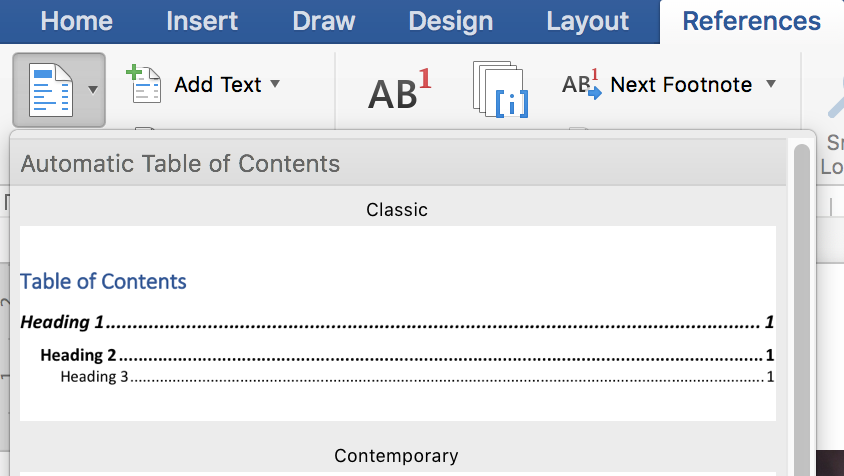 Home Insert Draw Design Layout References
Add Text AB1 [i] AB1 Next Footnote
Automatic Table of Contents
Classic
Table of Contents
Heading 1 1
Heading 2 1
Heading 3 1
Contemporary